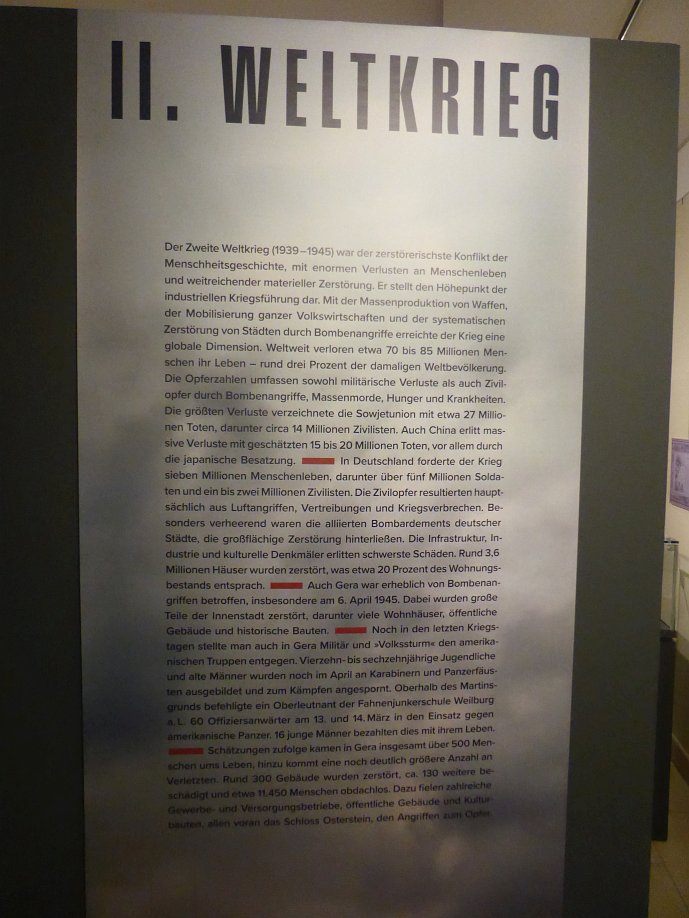 II. WELTKRIEG
Der Zweite Weltkrieg (1939–1945) war der zerstörerischste Konflikt der
Menschheitsgeschichte, mit enormen Verlusten an Menschenleben
und weitreichender materieller Zerstörung. Er stellt den Höhepunkt der
industriellen Kriegsführung dar. Mit der Massenproduktion von Waffen,
der Mobilisierung ganzer Volkswirtschaften und der systematischen
Zerstörung von Städten durch Bombenangriffe erreichte der Krieg eine
globale Dimension. Weltweit verloren etwa 70 bis 85 Millionen Men-
schen ihr Leben – rund drei Prozent der damaligen Weltbevölkerung.
Die Opferzahlen umfassen sowohl militärische Verluste als auch Zivil-
opfer durch Bombenangriffe, Massenmorde, Hunger und Krankheiten.
Die größten Verluste verzeichnete die Sowjetunion mit etwa 27 Millio-
nen Toten, darunter circa 14 Millionen Zivilisten. Auch China erlitt mas-
sive Verluste mit geschätzten 15 bis 20 Millionen Toten, vor allem durch
die japanische Besatzung. In Deutschland forderte der Krieg
sieben Millionen Menschenleben, darunter über fünf Millionen Solda-
ten und ein bis zwei Millionen Zivilisten. Die Zivilopfer resultierten haupt-
sächlich aus Luftangriffen, Vertreibungen und Kriegsverbrechen. Be-
sonders verheerend waren die alliierten Bombardements deutscher
Städte, die großflächige Zerstörung hinterließen. Die Infrastruktur, In-
dustrie und kulturelle Denkmäler erlitten schwerste Schäden. Rund 3,6
Millionen Häuser wurden zerstört, was etwa 20 Prozent des Wohnungs-
bestands entsprach. Auch Gera war erheblich von Bombenan-
griffen betroffen, insbesondere am 6. April 1945. Dabei wurden große
Teile der Innenstadt zerstört, darunter viele Wohnhäuser, öffentliche
Gebäude und historische Bauten. Noch in den letzten Kriegs-
tagen stellte man auch in Gera Militär und »Volkssturm« den amerika-
nischen Truppen entgegen. Vierzehn- bis sechzehnjährige Jugendliche
und alte Männer wurden noch im April an Karabinern und Panzerfäus-
ten ausgebildet und zum Kämpfen angespornt. Oberhalb des Martins-
grunds befehligte ein Oberleutnant der Fahnenjunkerschule Weilburg
a. L. 60 Offiziersanwärter am 13. und 14. März in den Einsatz gegen
amerikanische Panzer. 16 junge Männer bezahlten dies mit ihrem Leben.
Schätzungen zufolge kamen in Gera insgesamt über 500 Men-
schen ums Leben, hinzu kommt eine noch deutlich größere Anzahl an
Verletzten. Rund 300 Gebäude wurden zerstört, ca. 130 weitere be-
schädigt und etwa 11.450 Menschen obdachlos. Dazu fielen zahlreiche
Gewerbe- und Versorgungsbetriebe, öffentliche Gebäude und Kultur-
bauten, allen voran das Schloss Osterstein, den Angriffen zum Opfer.